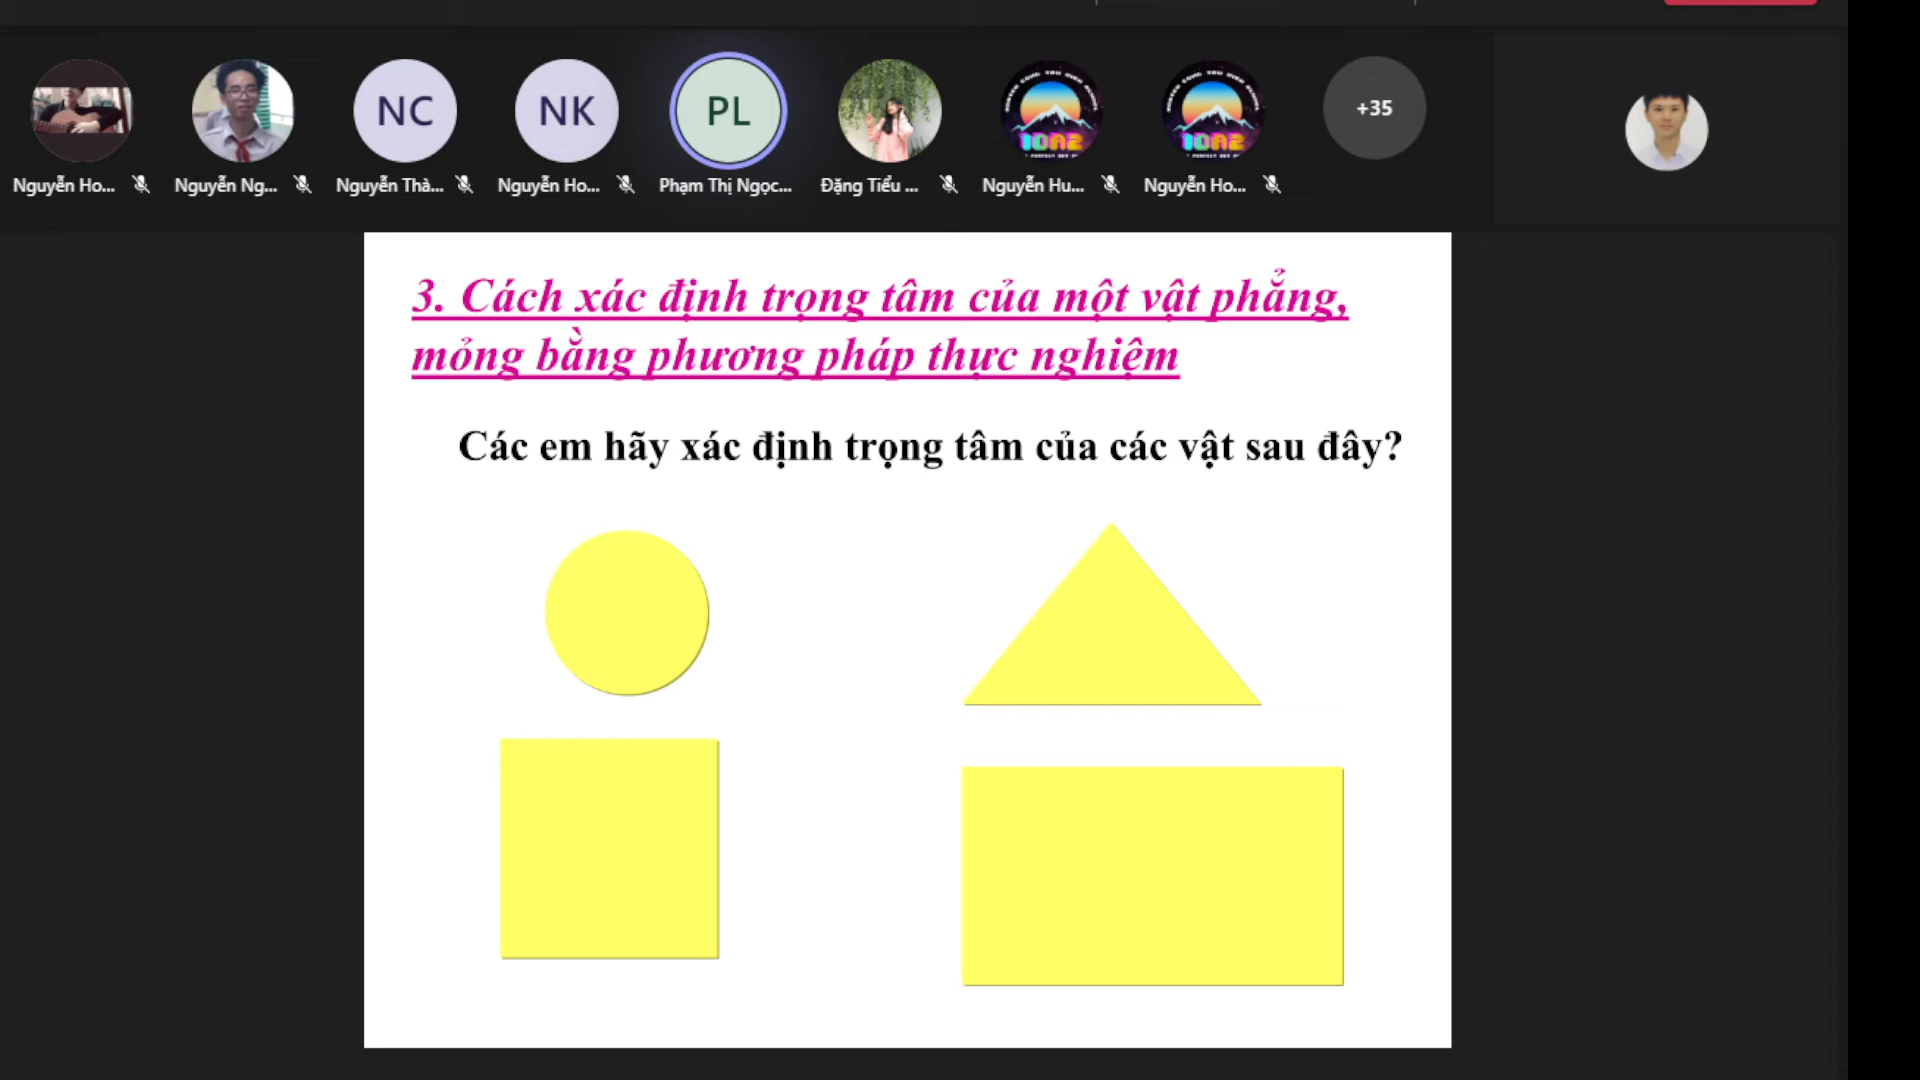 NC
NK
PL
10A2
10A2
+35
Nguyễn Ho...
Nguyễn Ng...
Nguyễn Thà...
Nguyễn Ho...
Phạm Thị Ngọc...
Đặng Tiểu ...
Nguyễn Hu...
Nguyễn Ho...
3. Cách xác định trọng tâm của một vật phẳng,
mỏng bằng phương pháp thực nghiệm
Các em hãy xác định trọng tâm của các vật sau đây?